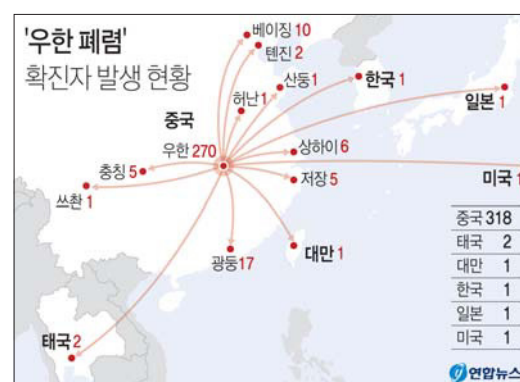 '우한 폐렴'
확진자 발생 현황
베이징 10
톈진 2
산둥 1
한국 1
허난 1
일본 1
중국
우한 270
상하이 6
충칭 5
저장 5
미국 1
쓰촨 1
중국 318
광둥 17
대만 1
태국 2
대만 1
한국 1
일본 1
태국 2
미국 1
연합뉴스